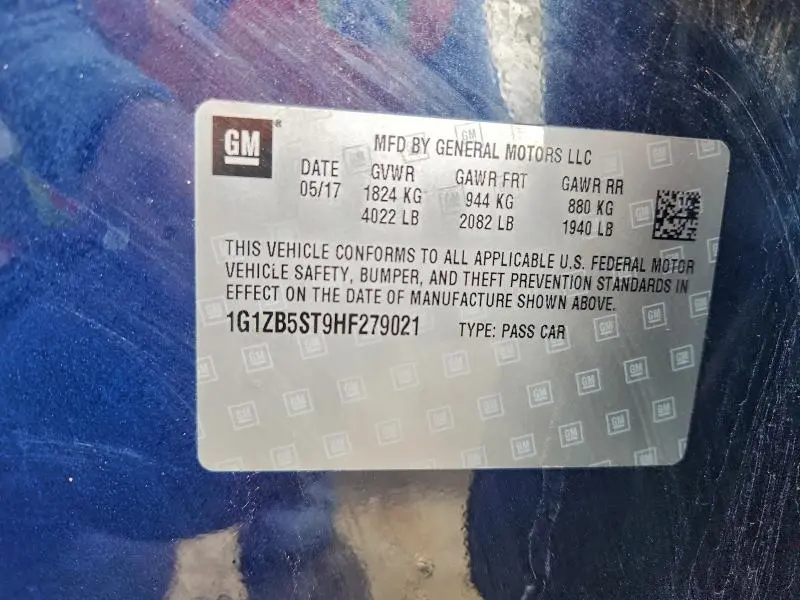 GM
MFD BY GENERAL MOTORS LLC
DATE GVWR GAWR FRT GAWR RR
05/17 1824 KG 944 KG 880 KG
4022 LB 2082 LB 1940 LB
THIS VEHICLE CONFORMS TO ALL APPLICABLE U.S. FEDERAL MOTOR
VEHICLE SAFETY, BUMPER, AND THEFT PREVENTION STANDARDS IN
EFFECT ON THE DATE OF MANUFACTURE SHOWN ABOVE.
1G1ZB5ST9HF279021 TYPE: PASS CAR